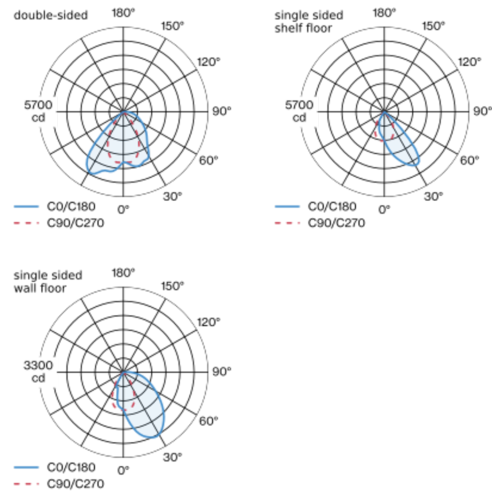 double-sided
180°
150°
120°
5700
cd
90°
60°
30°
0°
C0/C180
C90/C270
single sided
shelf floor
180°
150°
120°
5700
cd
90°
60°
30°
0°
C0/C180
C90/C270
single sided
wall floor
180°
150°
120°
3300
cd
90°
60°
30°
0°
C0/C180
C90/C270